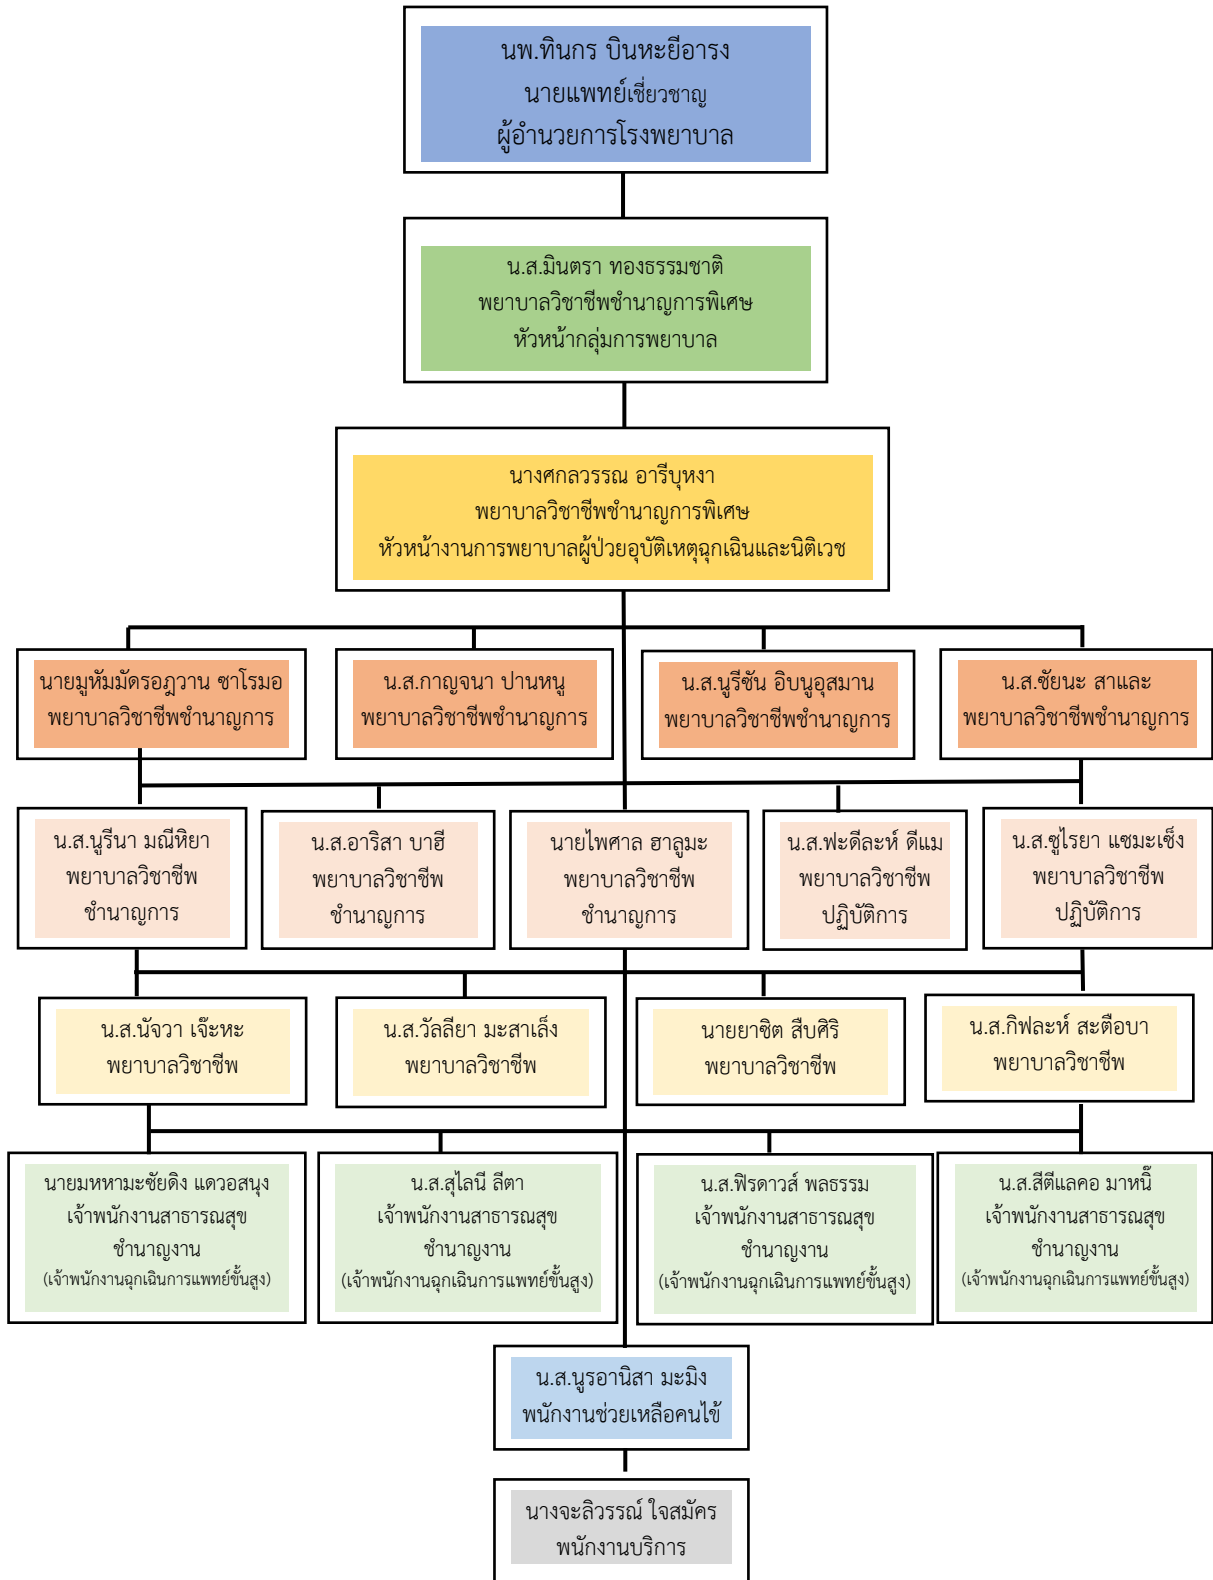 นพ.ทินกร บินหะยีอารง
นายแพทย์เชี่ยวชาญ
ผู้อำนวยการโรงพยาบาล
น.ส.มินตรา ทองธรรมชาติ
พยาบาลวิชาชีพชำนาญการพิเศษ
หัวหน้ากลุ่มการพยาบาล
นางศกลวรรณ อารีบุหงา
พยาบาลวิชาชีพชำนาญการพิเศษ
หัวหน้างานการพยาบาลผู้ป่วยอุบัติเหตุฉุกเฉินและนิติเวช
นายมูหัมมัดรอฎวาน ซาโรมอ
พยาบาลวิชาชีพชำนาญการ
น.ส.กาญจนา ปานหนู
พยาบาลวิชาชีพชำนาญการ
น.ส.นูรีซัน อิบนูอุสมาน
พยาบาลวิชาชีพชำนาญการ
น.ส.ซัยนะ สาและ
พยาบาลวิชาชีพชำนาญการ
น.ส.นูรีนา มณีหิยา
พยาบาลวิชาชีพ
ชำนาญการ
น.ส.อาริสา บาฮี
พยาบาลวิชาชีพ
ชำนาญการ
นายไพศาล ฮาลูมะ
พยาบาลวิชาชีพ
ชำนาญการ
น.ส.ฟะดีละห์ ดีแม
พยาบาลวิชาชีพ
ปฏิบัติการ
น.ส.ซูไรยา แซมะเซ็ง
พยาบาลวิชาชีพ
ปฏิบัติการ
น.ส.นัจวา เจ๊ะหะ
พยาบาลวิชาชีพ
น.ส.วัลลียา มะสาเล็ง
พยาบาลวิชาชีพ
นายยาซิต สืบศิริ
พยาบาลวิชาชีพ
น.ส.กิฟละห์ สะตือบา
พยาบาลวิชาชีพ
นายมหหามะซัยดิง แดวอสนุง
เจ้าพนักงานสาธารณสุข
ชำนาญงาน
(เจ้าพนักงานฉุกเฉินการแพทย์ขั้นสูง)
น.ส.สุไลนี ลีตา
เจ้าพนักงานสาธารณสุข
ชำนาญงาน
(เจ้าพนักงานฉุกเฉินการแพทย์ขั้นสูง)
น.ส.ฟิรดาวส์ พลธรรม
เจ้าพนักงานสาธารณสุข
ชำนาญงาน
(เจ้าพนักงานฉุกเฉินการแพทย์ขั้นสูง)
น.ส.สีตีแลคอ มาหนิ๊
เจ้าพนักงานสาธารณสุข
ชำนาญงาน
(เจ้าพนักงานฉุกเฉินการแพทย์ขั้นสูง)
น.ส.นูรอานิสา มะมิง
พนักงานช่วยเหลือคนไข้
นางจะลิวรรณ์ ใจสมัคร
พนักงานบริการ